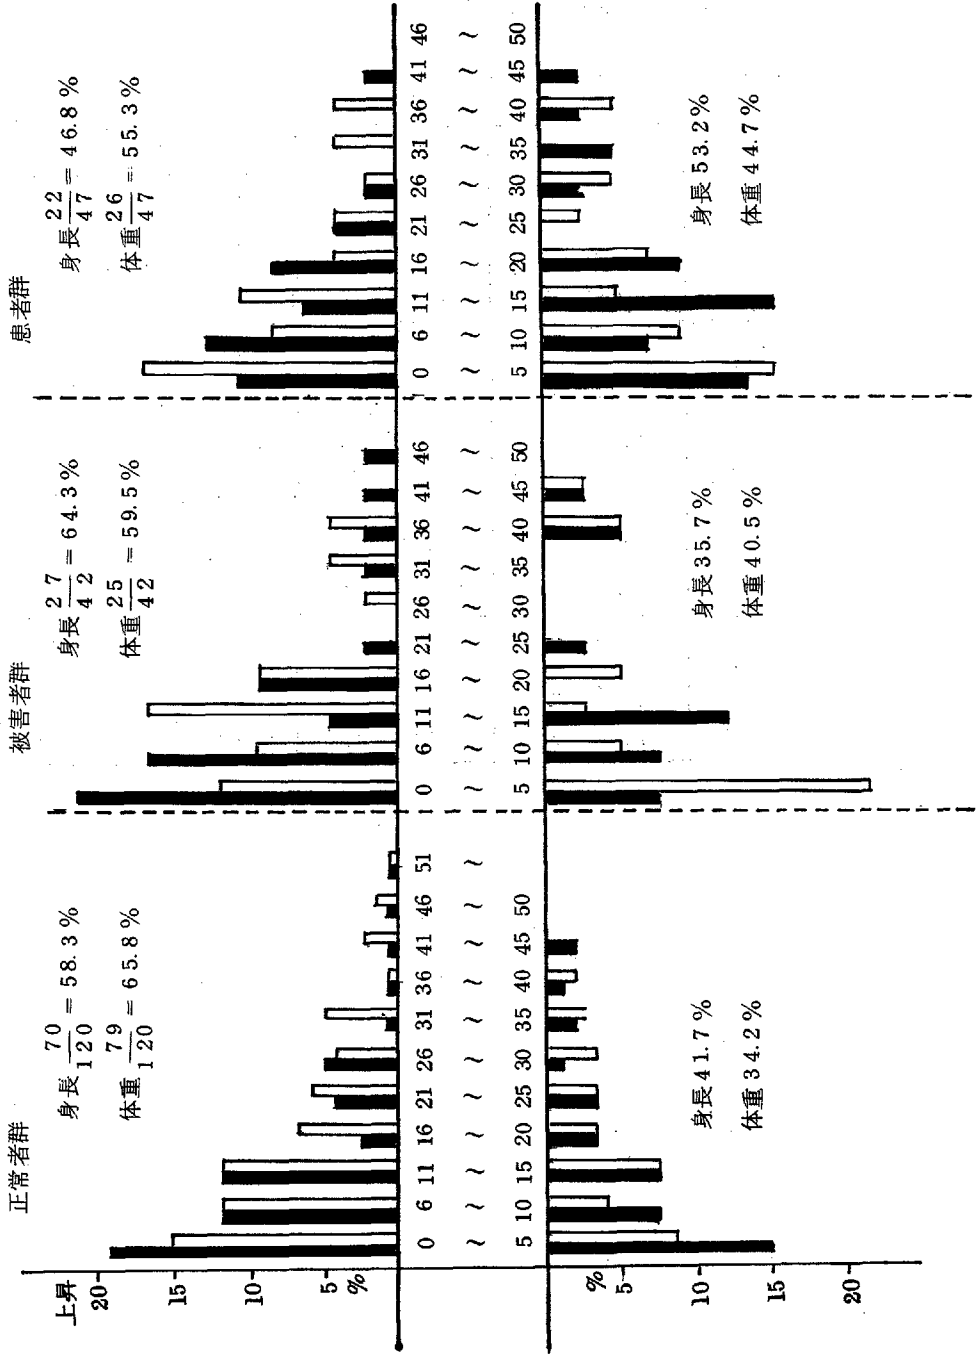 正常者群
被害者群
患者群
身長 70/120 = 58.3%
体重 79/120 = 65.8%
身長 27/42 = 64.3%
体重 25/42 = 59.5%
身長 22/47 = 46.8%
体重 26/47 = 55.3%
上昇
20
15
10
5
%
0 6 11 16 21 26 31 36 41 46 51
~ ~ ~ ~ ~ ~ ~ ~ ~ ~ ~
5 10 15 20 25 30 35 40 45 50
0 6 11 16 21 26 31 36 41 46
~ ~ ~ ~ ~ ~ ~ ~ ~ ~
5 10 15 20 25 30 35 40 45 50
0 6 11 16 21 26 31 36 41 46
~ ~ ~ ~ ~ ~ ~ ~ ~ ~
5 10 15 20 25 30 35 40 45 50
%
5
10
15
20
身長 41.7%
体重 34.2%
身長 35.7%
体重 40.5%
身長 53.2%
体重 44.7%